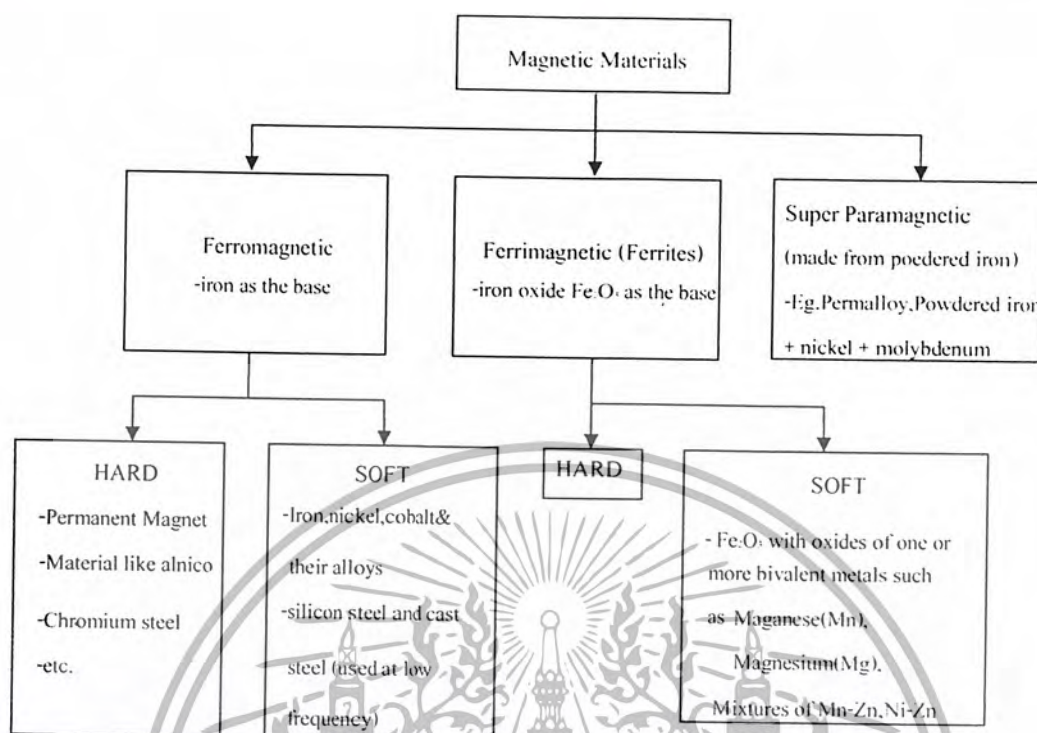 Magnetic Materials
Ferromagnetic
-iron as the base
Ferrimagnetic (Ferrites)
-iron oxide Fe₂O₃ as the base
Super Paramagnetic
(made from poedered iron)
-Eg.Permalloy,Powdered iron
+ nickel + molybdenum
HARD
-Permanent Magnet
-Material like alnico
-Chromium steel
-etc.
SOFT
-Iron,nickel,cobalt&
their alloys
-silicon steel and cast
steel (used at low
frequency)
HARD
SOFT
- Fe₂O₃ with oxides of one or
more bivalent metals such
as Maganese(Mn),
Magnesium(Mg),
Mixtures of Mn-Zn,Ni-Zn